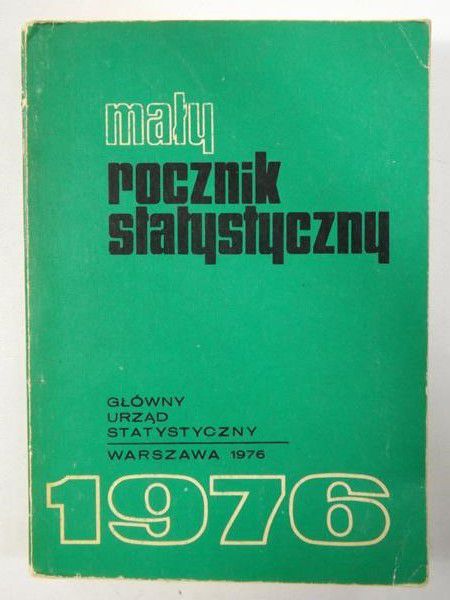 mały
rocznik
statystyczny
GŁÓWNY
URZĄD
STATYSTYCZNY
WARSZAWA 1976
1976